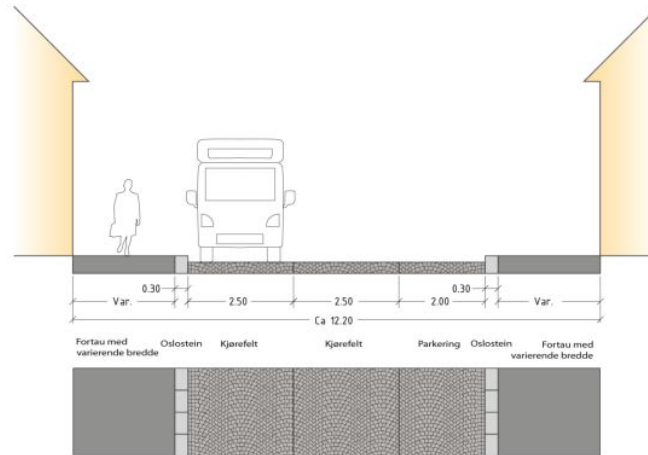 0.30 0.30
Var. 2.50 2.50 2.00 Var.
Ca 12.20
Fortau med
varierende bredde
Oslostein
Kjørefelt
Kjørefelt
Parkering
Oslostein
Fortau med
varierende bredde